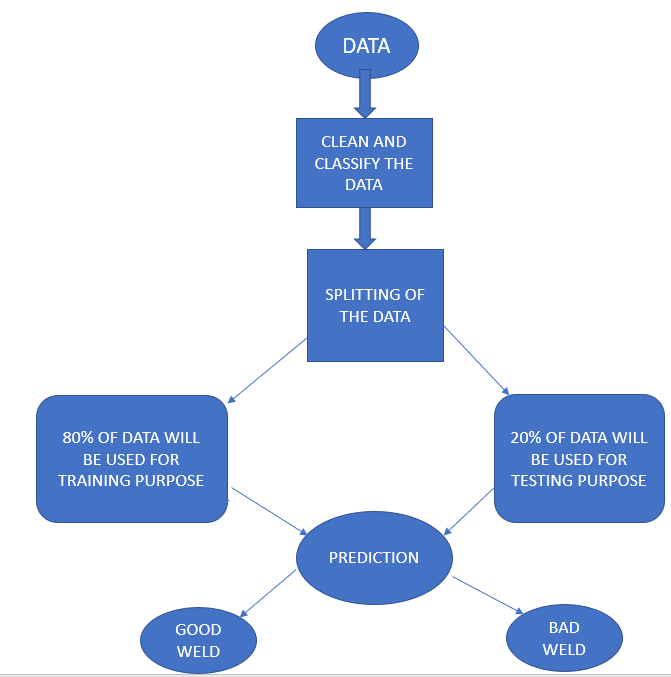 DATA
CLEAN AND
CLASSIFY THE
DATA
SPLITTING OF
THE DATA
80% OF DATA WILL
BE USED FOR
TRAINING PURPOSE
20% OF DATA WILL
BE USED FOR
TESTING PURPOSE
PREDICTION
GOOD
WELD
BAD
WELD